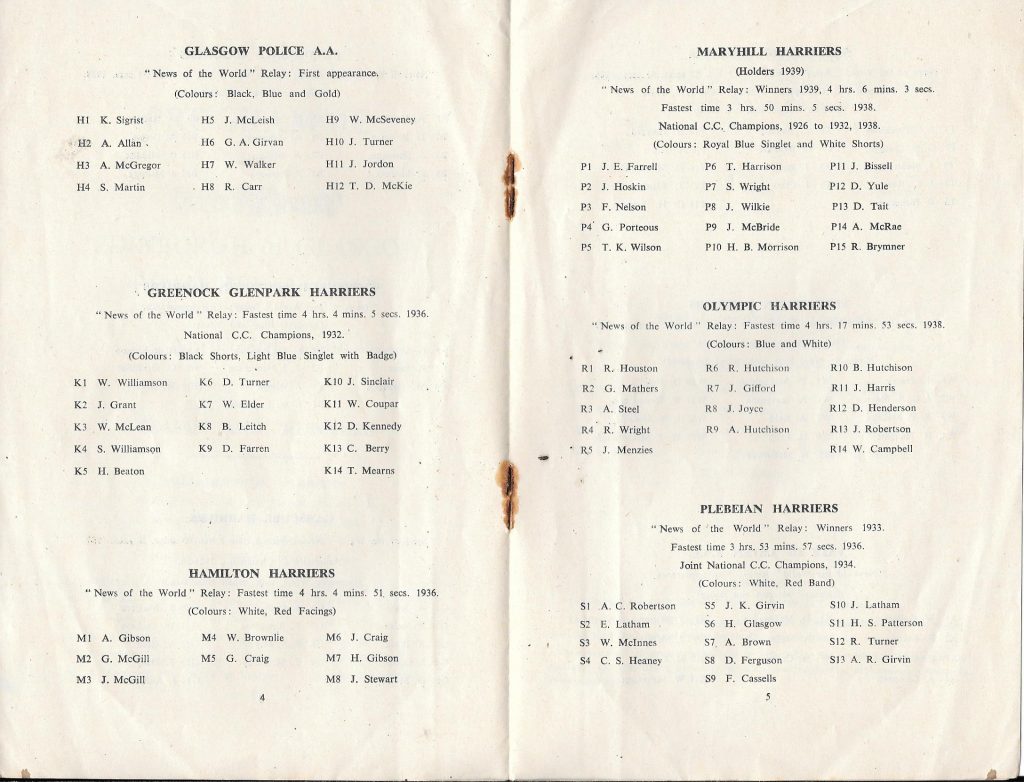 GLASGOW POLICE A.A.
"News of the World" Relay: First appearance.
(Colours: Black, Blue and Gold)
H1 K. Sigrist H5 J. McLeish H9 W. McSeveney
H2 A. Allan H6 G. A. Girvan H10 J. Turner
H3 A. McGregor H7 W. Walker H11 J. Jordon
H4 S. Martin H8 R. Carr H12 T. D. McKie
GREENOCK GLENPARK HARRIERS
"News of the World" Relay: Fastest time 4 hrs. 4 mins. 5 secs. 1936.
National C.C. Champions, 1932.
(Colours: Black Shorts, Light Blue Singlet with Badge)
K1 W. Williamson K6 D. Turner K10 J. Sinclair
K2 J. Grant K7 W. Elder K11 W. Coupar
K3 W. McLean K8 B. Leitch K12 D. Kennedy
K4 S. Williamson K9 D. Farren K13 C. Berry
K5 H. Beaton K14 T. Mearns
HAMILTON HARRIERS
"News of the World" Relay: Fastest time 4 hrs. 4 mins. 51 secs. 1936.
(Colours: White, Red Facings)
M1 A. Gibson M4 W. Brownlie M6 J. Craig
M2 G. McGill M5 G. Craig M7 H. Gibson
M3 J. McGill M8 J. Stewart
4
MARYHILL HARRIERS
(Holders 1939)
"News of the World" Relay: Winners 1939, 4 hrs. 6 mins. 3 secs.
Fastest time 3 hrs. 50 mins. 5 secs. 1938.
National C.C. Champions, 1926 to 1932, 1938.
(Colours: Royal Blue Singlet and White Shorts)
P1 J. E. Farrell P6 T. Harrison P11 J. Bissell
P2 J. Hoskin P7 S. Wright P12 D. Yule
P3 F. Nelson P8 J. Wilkie P13 D. Tait
P4 G. Porteous P9 J. McBride P14 A. McRae
P5 T. K. Wilson P10 H. B. Morrison P15 R. Brymner
OLYMPIC HARRIERS
"News of the World" Relay: Fastest time 4 hrs. 17 mins. 53 secs. 1938.
(Colours: Blue and White)
R1 R. Houston R6 R. Hutchison R10 B. Hutchison
R2 G. Mathers R7 J. Gifford R11 J. Harris
R3 A. Steel R8 J. Joyce R12 D. Henderson
R4 R. Wright R9 A. Hutchison R13 J. Robertson
R5 J. Menzies R14 W. Campbell
PLEBEIAN HARRIERS
"News of the World" Relay: Winners 1933.
Fastest time 3 hrs. 53 mins. 57 secs. 1936.
Joint National C.C. Champions, 1934.
(Colours: White, Red Band)
S1 A. C. Robertson S5 J. K. Girvin S10 J. Latham
S2 E. Latham S6 H. Glasgow S11 H. S. Patterson
S3 W. McInnes S7 A. Brown S12 R. Turner
S4 C. S. Heaney S8 D. Ferguson S13 A. R. Girvin
S9 F. Cassells
5